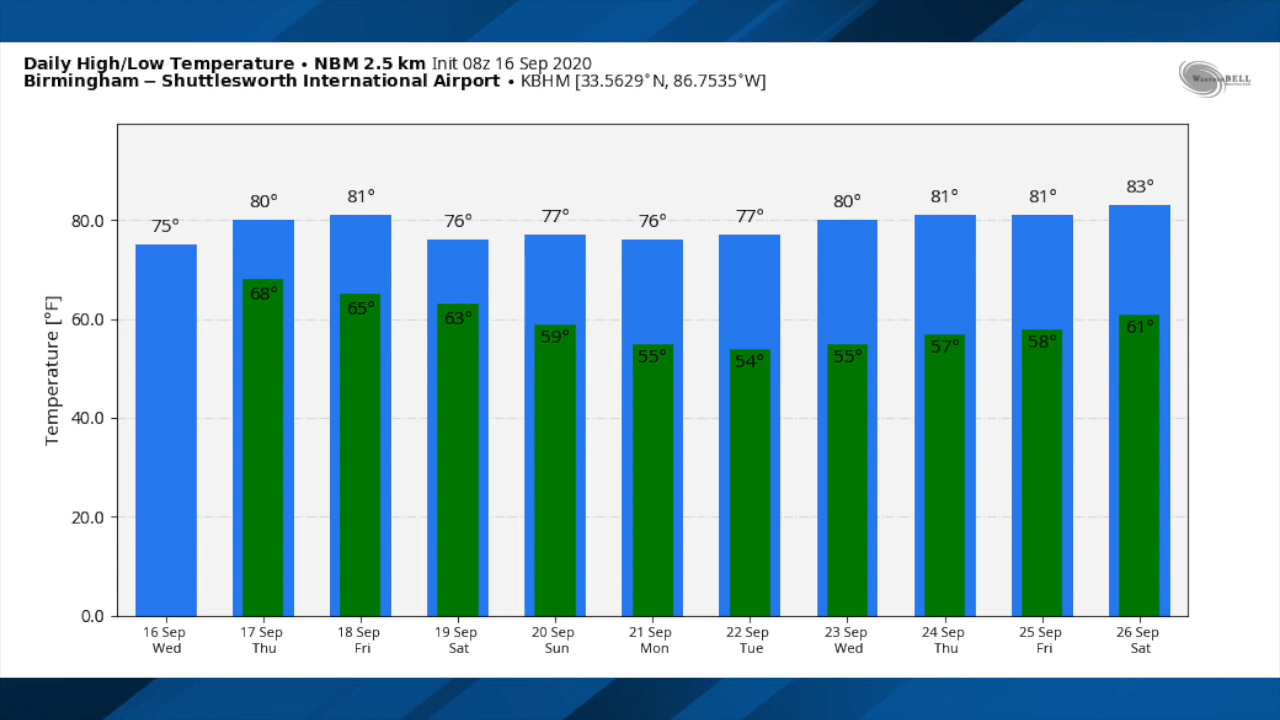 Daily High/Low Temperature • NBM 2.5 km Init 08z 16 Sep 2020
Birmingham – Shuttlesworth International Airport • KBHM [33.5629°N, 86.7535°W]
WeatherBELL
Temperature [°F]
80.0
60.0
40.0
20.0
0.0
75° 80° 81° 76° 77° 76° 77° 80° 81° 81° 83°
68° 65° 63° 59° 55° 54° 55° 57° 58° 61°
16 Sep 17 Sep 18 Sep 19 Sep 20 Sep 21 Sep 22 Sep 23 Sep 24 Sep 25 Sep 26 Sep
Wed Thu Fri Sat Sun Mon Tue Wed Thu Fri Sat